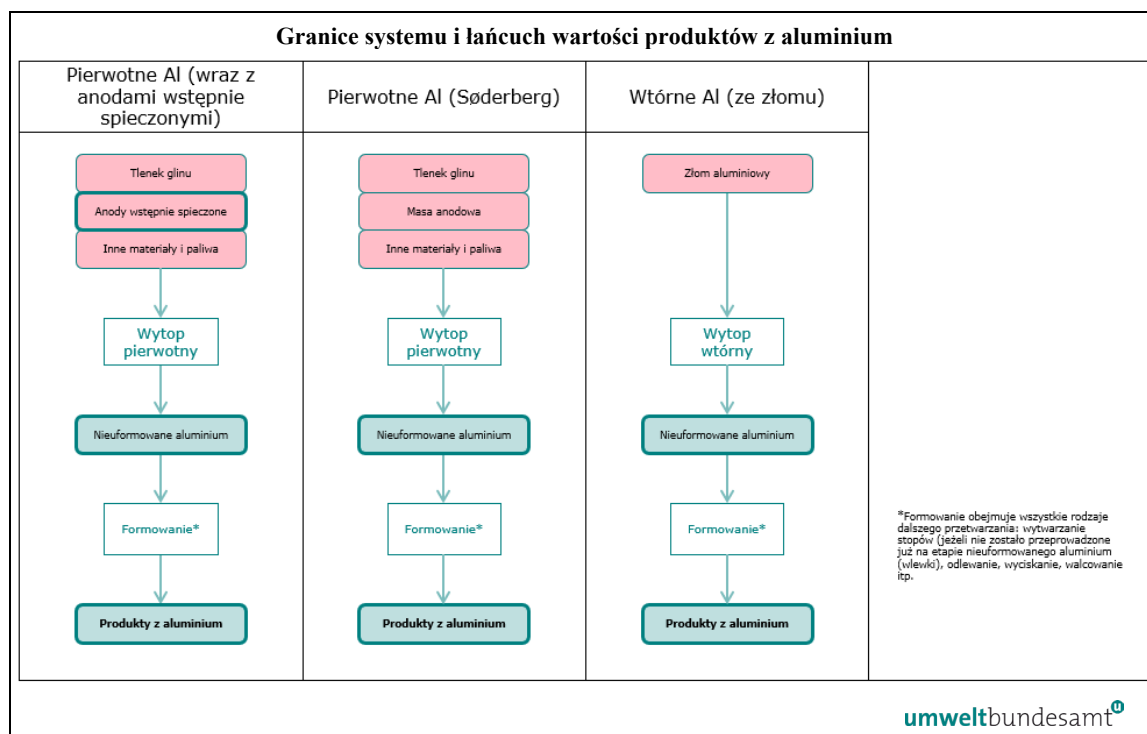 Granice systemu i łańcuch wartości produktów z aluminium
Pierwotne Al (wraz z
anodami wstępnie
spieczonymi)
Tlenek glinu
Anody wstępnie spieczone
Inne materiały i paliwa
Wytop
pierwotny
Nieuformowane aluminium
Formowanie*
Produkty z aluminium
Pierwotne Al (Søderberg)
Tlenek glinu
Masa anodowa
Inne materiały i paliwa
Wytop
pierwotny
Nieuformowane aluminium
Formowanie*
Produkty z aluminium
Wtórne Al (ze złomu)
Złom aluminiowy
Wytop
wtórny
Nieuformowane aluminium
Formowanie*
Produkty z aluminium
*Formowanie obejmuje wszystkie rodzaje
dalszego przetwarzania: wytwarzanie
stopów (jeżeli nie zostało przeprowadzone
już na etapie nieuformowanego aluminium
(wlewki), odlewanie, wyciskanie, walcowanie
itp.
umweltbundesamt u